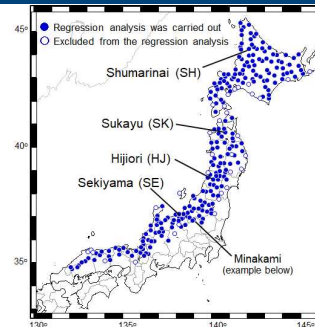 45°
● Regression analysis was carried out
○ Excluded from the regression analysis
Shumarinai (SH)
Sukayu (SK)
40°
Hijiori (HJ)
Sekiyama (SE)
Minakami
(example below)
35°
130°
135°
140°
145°